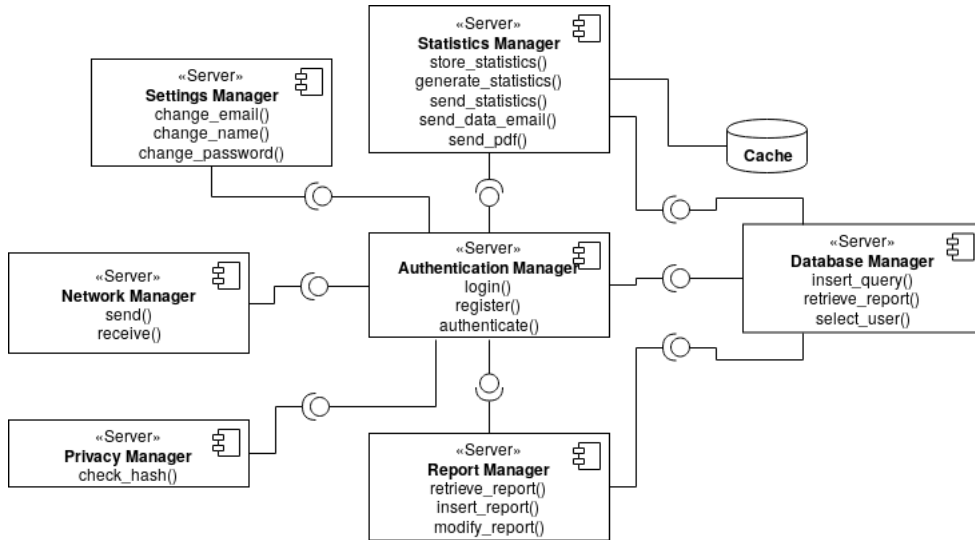 «Server»
Statistics Manager
store_statistics()
generate_statistics()
send_statistics()
send_data_email()
send_pdf()
«Server»
Settings Manager
change_email()
change_name()
change_password()
Cache
«Server»
Authentication Manager
login()
register()
authenticate()
«Server»
Database Manager
insert_query()
retrieve_report()
select_user()
«Server»
Network Manager
send()
receive()
«Server»
Privacy Manager
check_hash()
«Server»
Report Manager
retrieve_report()
insert_report()
modify_report()